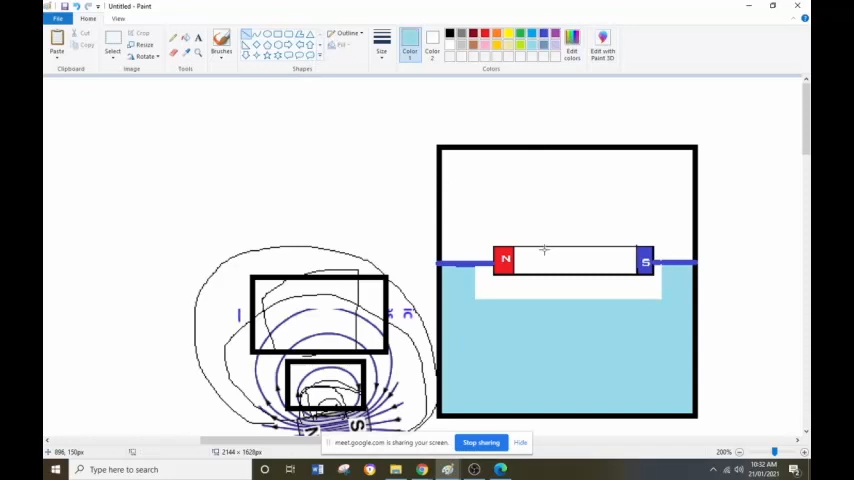 Untitled - Paint
File
Home
View
Cut
Copy
Paste
Clipboard
Crop
Resize
Rotate
Select
Image
Tools
Brushes
Outline
Fill
Shapes
Size
Color 1
Color 2
Edit colors
Edit with Paint 3D
Colors
N
S
N
S
meet.google.com is sharing your screen.
Stop sharing
Hide
896, 150px
2144 × 1628px
200%
Type here to search
10:32 AM
21/01/2021